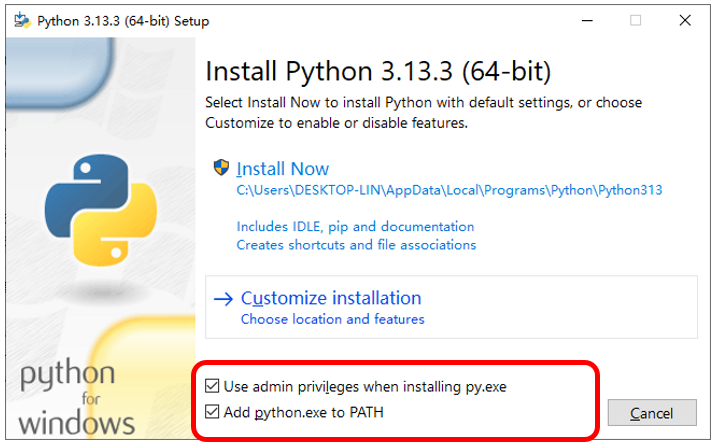 Python 3.13.3 (64-bit) Setup
Install Python 3.13.3 (64-bit)
Select Install Now to install Python with default settings, or choose
Customize to enable or disable features.
Install Now
C:\Users\DESKTOP-LIN\AppData\Local\Programs\Python\Python313
Includes IDLE, pip and documentation
Creates shortcuts and file associations
Customize installation
Choose location and features
Use admin privileges when installing py.exe
Add python.exe to PATH
Cancel
python
for
windows